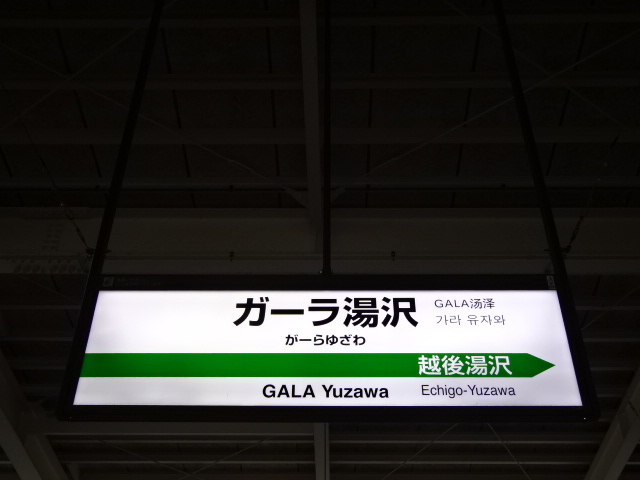 ガーラ湯沢
GALA汤泽
가라 유자와
がーらゆざわ
越後湯沢
GALA Yuzawa
Echigo-Yuzawa